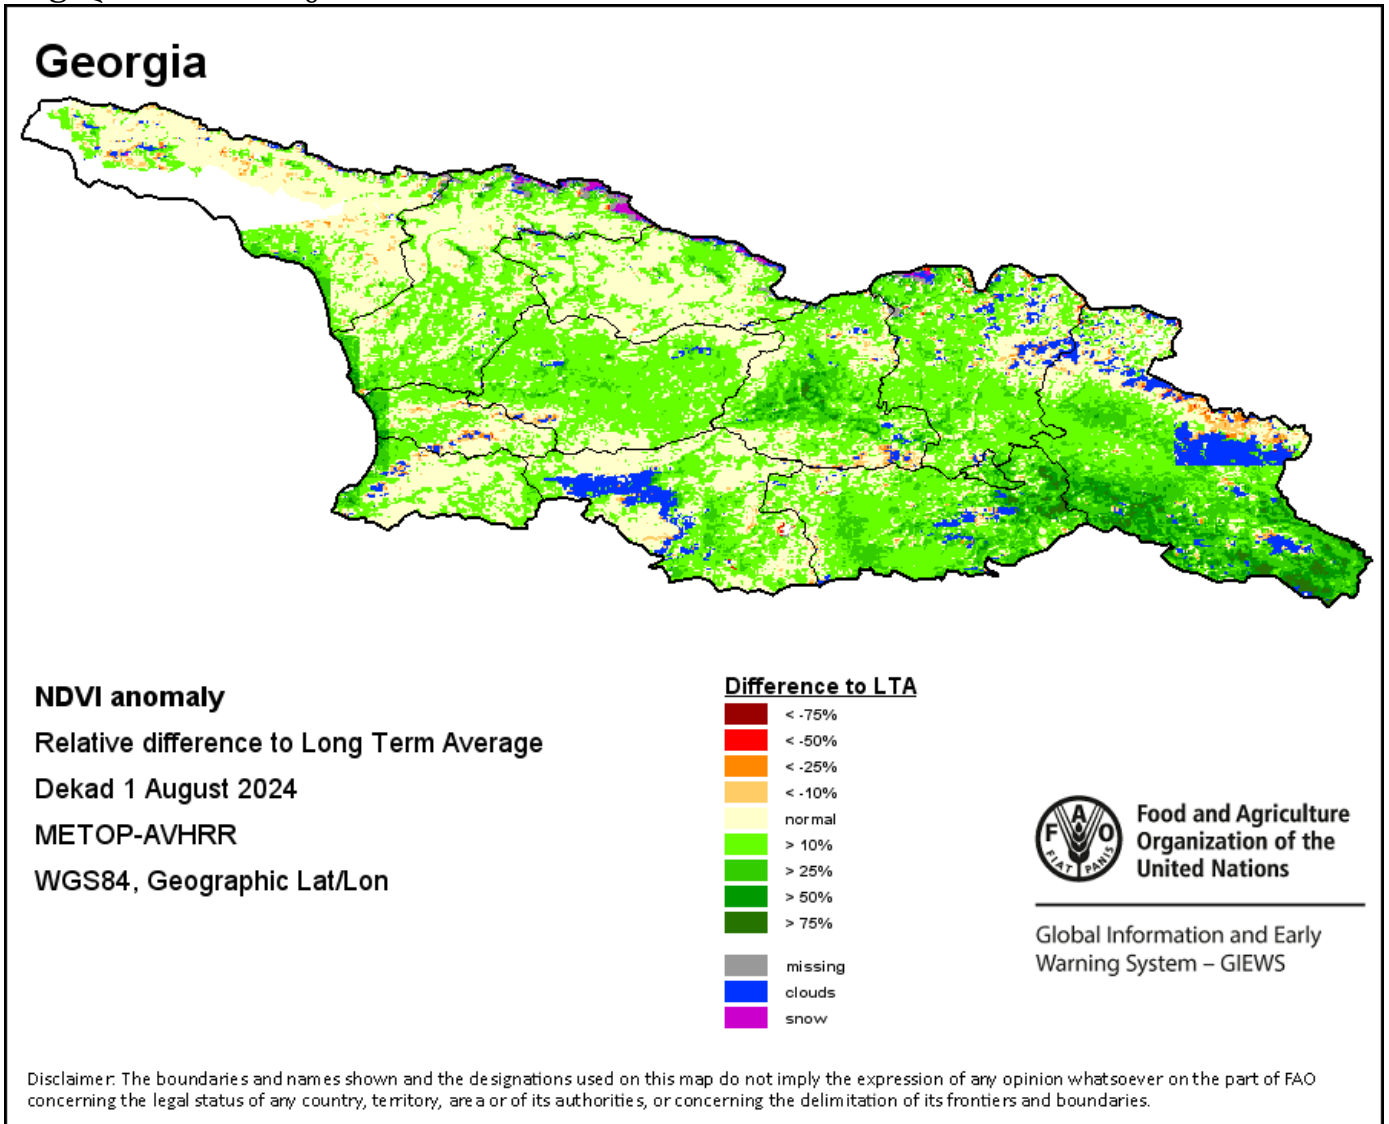 Georgia
NDVI anomaly
Relative difference to Long Term Average
Dekad 1 August 2024
METOP-AVHRR
WGS84, Geographic Lat/Lon
Difference to LTA
< -75%
< -50%
< -25%
< -10%
normal
> 10%
> 25%
> 50%
> 75%
missing
clouds
snow
F A O
FIAT PANIS
Food and Agriculture
Organization of the
United Nations
Global Information and Early
Warning System – GIEWS
Disclaimer: The boundaries and names shown and the designations used on this map do not imply the expression of any opinion whatsoever on the part of FAO
concerning the legal status of any country, territory, area or of its authorities, or concerning the delimitation of its frontiers and boundaries.